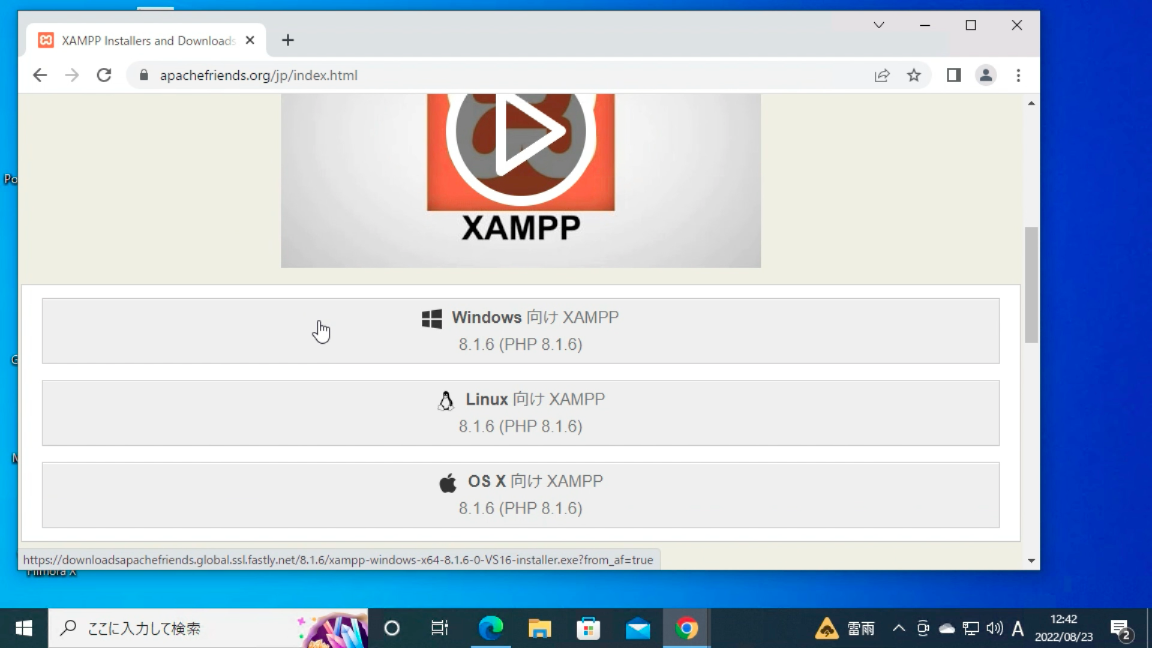 XAMPP Installers and Downloads
apachefriends.org/jp/index.html
XAMPP
Windows 向け XAMPP
8.1.6 (PHP 8.1.6)
Linux 向け XAMPP
8.1.6 (PHP 8.1.6)
OS X 向け XAMPP
8.1.6 (PHP 8.1.6)
https://downloadsapachefriends.global.ssl.fastly.net/8.1.6/xampp-windows-x64-8.1.6-0-VS16-installer.exe?from_af=true
Po
Filmora X
ここに入力して検索
雷雨
A
12:42
2022/08/23
2